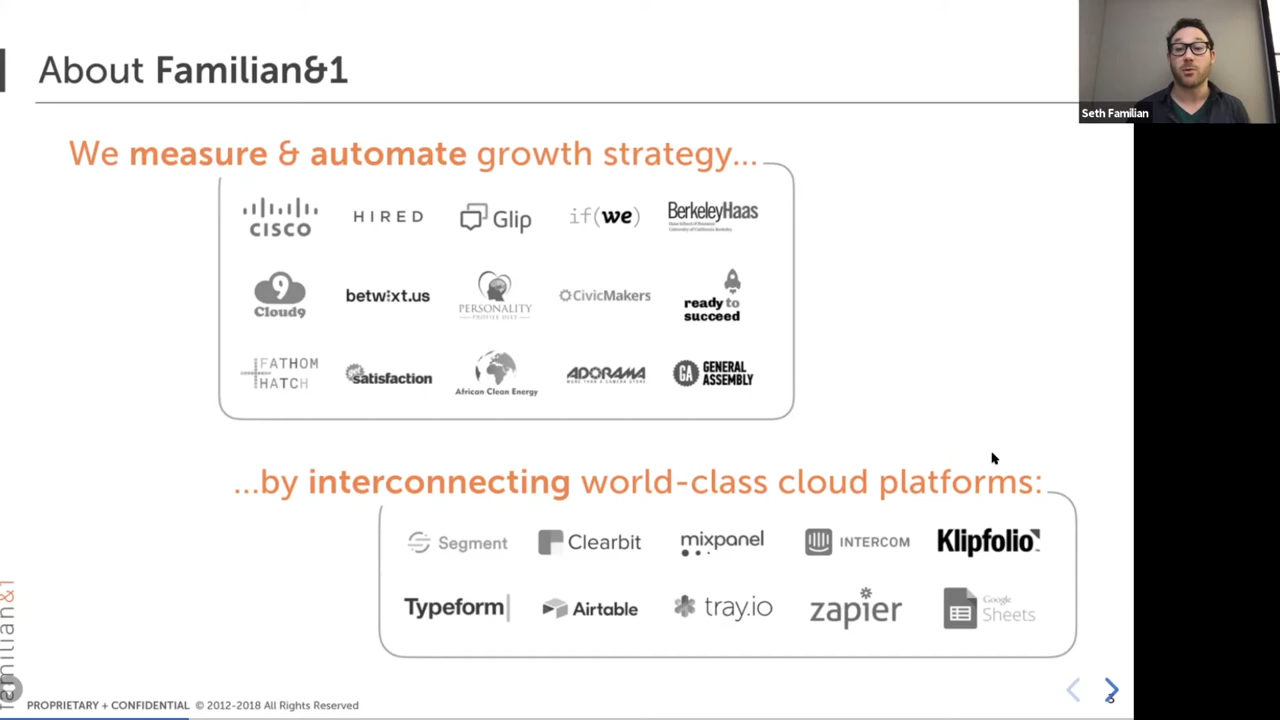 About Familian&1
Seth Familian
We measure & automate growth strategy...
CISCO HIRED Glip if(we) BerkeleyHaas
Haas School of Business
University of California Berkeley
Cloud9 betwixt.us PERSONALITY CivicMakers ready to
succeed
FATHOM
HATCH get satisfaction African Clean Energy ADORAMA GENERAL
MORE THAN A CAMERA STORE GA ASSEMBLY
...by interconnecting world-class cloud platforms:
Segment Clearbit mixpanel INTERCOM Klipfolio
Typeform Airtable tray.io zapier Google
Sheets
familian&1
PROPRIETARY + CONFIDENTIAL © 2012-2018 All Rights Reserved